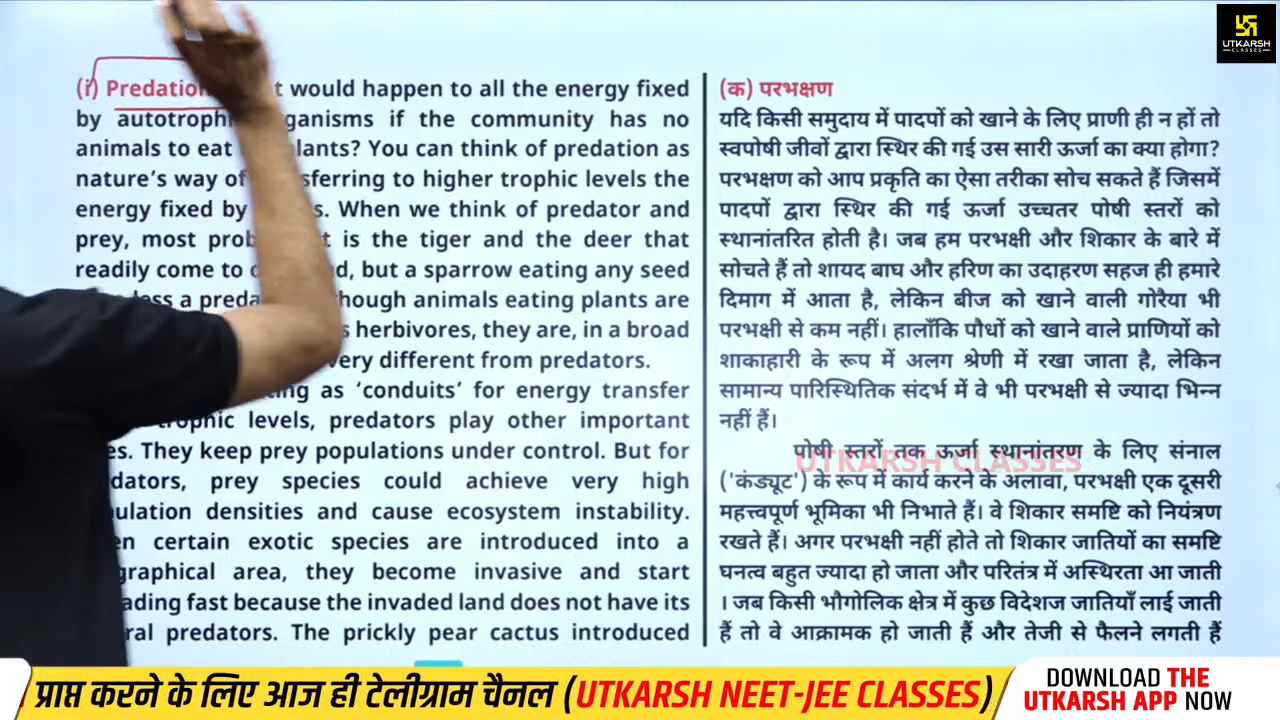 (i) Predation t would happen to all the energy fixed
by autotroph ganisms if the community has no
animals to eat lants? You can think of predation as
nature's way of sferring to higher trophic levels the
energy fixed by s. When we think of predator and
prey, most prob t is the tiger and the deer that
readily come to d, but a sparrow eating any seed
ess a preda hough animals eating plants are
s herbivores, they are, in a broad
very different from predators.
ing as 'conduits' for energy transfer
trophic levels, predators play other important
es. They keep prey populations under control. But for
dators, prey species could achieve very high
ulation densities and cause ecosystem instability.
en certain exotic species are introduced into a
graphical area, they become invasive and start
ading fast because the invaded land does not have its
ral predators. The prickly pear cactus introduced
(क) परभक्षण
यदि किसी समुदाय में पादपों को खाने के लिए प्राणी ही न हों तो
स्वपोषी जीवों द्वारा स्थिर की गई उस सारी ऊर्जा का क्या होगा?
परभक्षण को आप प्रकृति का ऐसा तरीका सोच सकते हैं जिसमें
पादपों द्वारा स्थिर की गई ऊर्जा उच्चतर पोषी स्तरों को
स्थानांतरित होती है। जब हम परभक्षी और शिकार के बारे में
सोचते हैं तो शायद बाघ और हरिण का उदाहरण सहज ही हमारे
दिमाग में आता है, लेकिन बीज को खाने वाली गोरैया भी
परभक्षी से कम नहीं। हालाँकि पौधों को खाने वाले प्राणियों को
शाकाहारी के रूप में अलग श्रेणी में रखा जाता है, लेकिन
सामान्य पारिस्थितिक संदर्भ में वे भी परभक्षी से ज्यादा भिन्न
नहीं हैं।
पोषी स्तरों तक ऊर्जा स्थानांतरण के लिए संनाल
('कंड्यूट') के रूप में कार्य करने के अलावा, परभक्षी एक दूसरी
महत्त्वपूर्ण भूमिका भी निभाते हैं। वे शिकार समष्टि को नियंत्रण
रखते हैं। अगर परभक्षी नहीं होते तो शिकार जातियों का समष्टि
घनत्व बहुत ज्यादा हो जाता और परितंत्र में अस्थिरता आ जाती
। जब किसी भौगोलिक क्षेत्र में कुछ विदेशज जातियाँ लाई जाती
हैं तो वे आक्रामक हो जाती हैं और तेजी से फैलने लगती हैं
UTKARSH CLASSES
UTKARSH
CLASSES
प्राप्त करने के लिए आज ही टेलीग्राम चैनल (UTKARSH NEET-JEE CLASSES)
DOWNLOAD THE
UTKARSH APP NOW